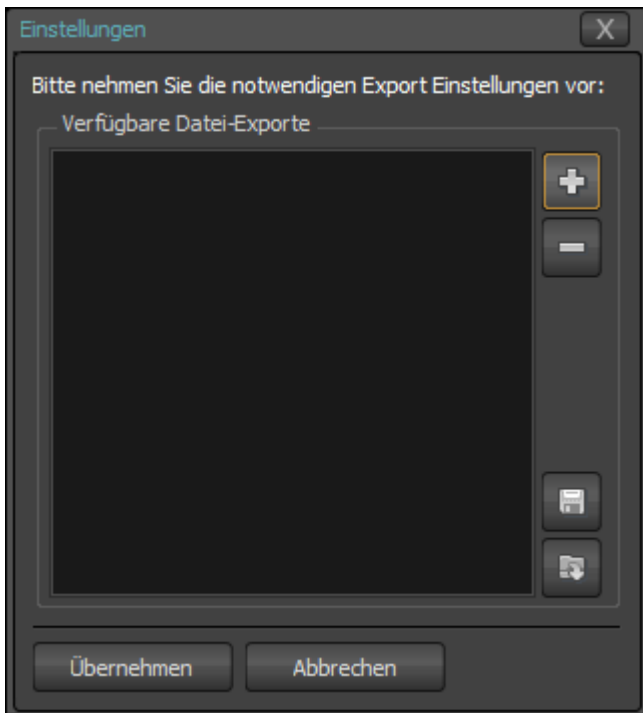 Einstellungen
X
Bitte nehmen Sie die notwendigen Export Einstellungen vor:
Verfügbare Datei-Exporte
Übernehmen
Abbrechen